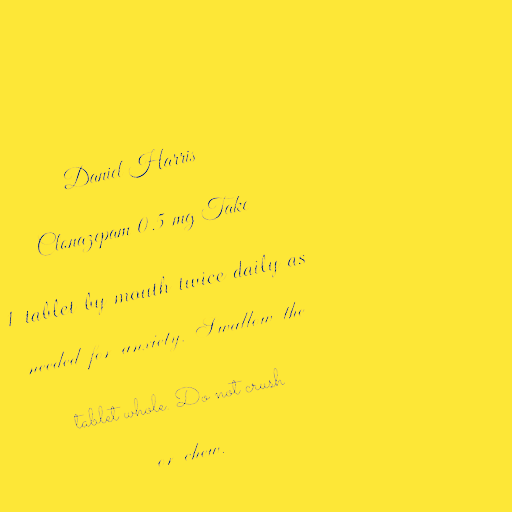 Daniel Harris
Clonazepam 0.5 mg Take
1 tablet by mouth twice daily as
needed for anxiety. Swallow the
tablet whole. Do not crush
or chew.